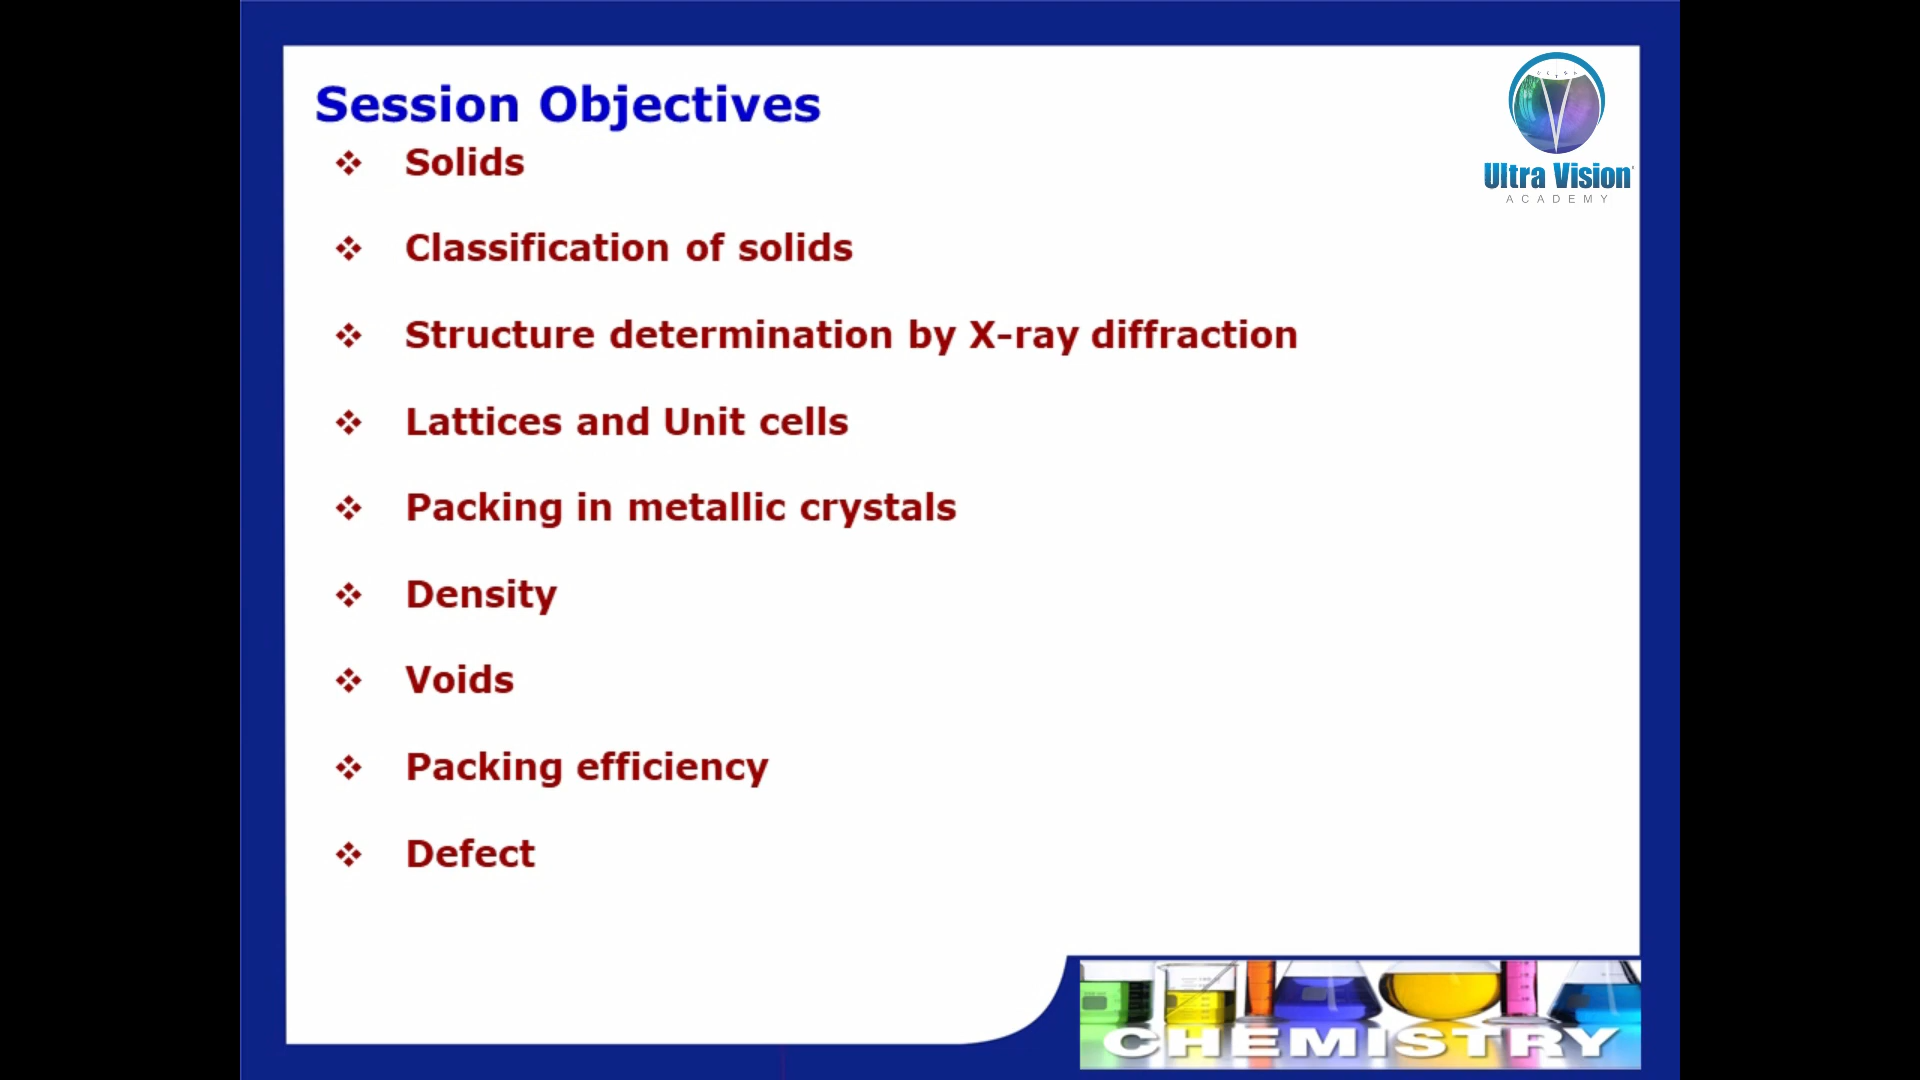 Session Objectives
Solids
Classification of solids
Structure determination by X-ray diffraction
Lattices and Unit cells
Packing in metallic crystals
Density
Voids
Packing efficiency
Defect
Ultra Vision
ACADEMY
CHEMISTRY